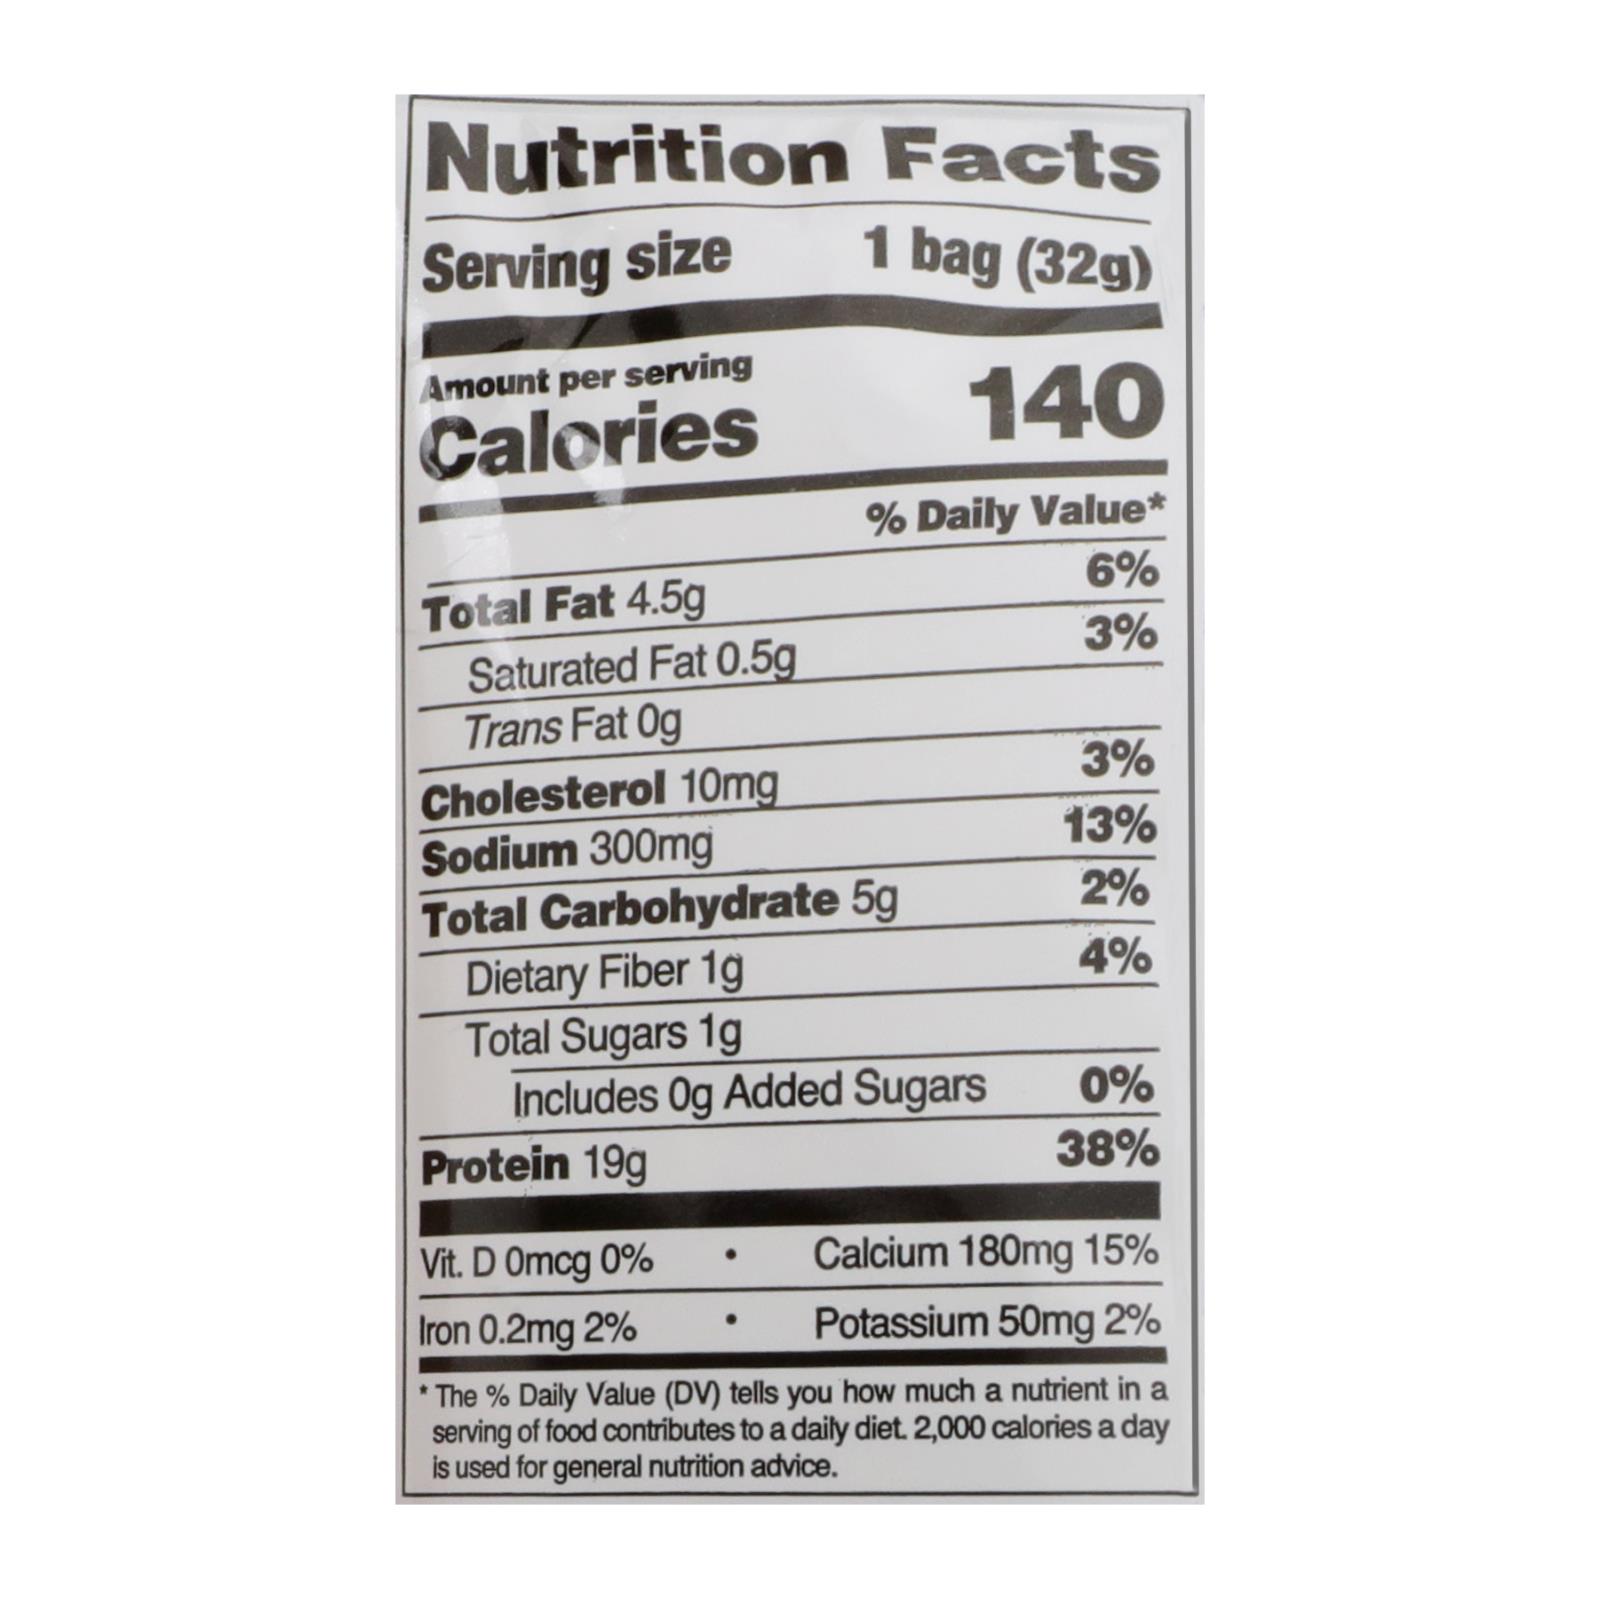 Nutrition Facts
Serving size 1 bag (32g)
Amount per serving
Calories 140
% Daily Value*
Total Fat 4.5g 6%
Saturated Fat 0.5g 3%
Trans Fat 0g
Cholesterol 10mg 3%
Sodium 300mg 13%
Total Carbohydrate 5g 2%
Dietary Fiber 1g 4%
Total Sugars 1g
Includes 0g Added Sugars 0%
Protein 19g 38%
Vit. D 0mcg 0% • Calcium 180mg 15%
Iron 0.2mg 2% • Potassium 50mg 2%
* The % Daily Value (DV) tells you how much a nutrient in a
serving of food contributes to a daily diet. 2,000 calories a day
is used for general nutrition advice.